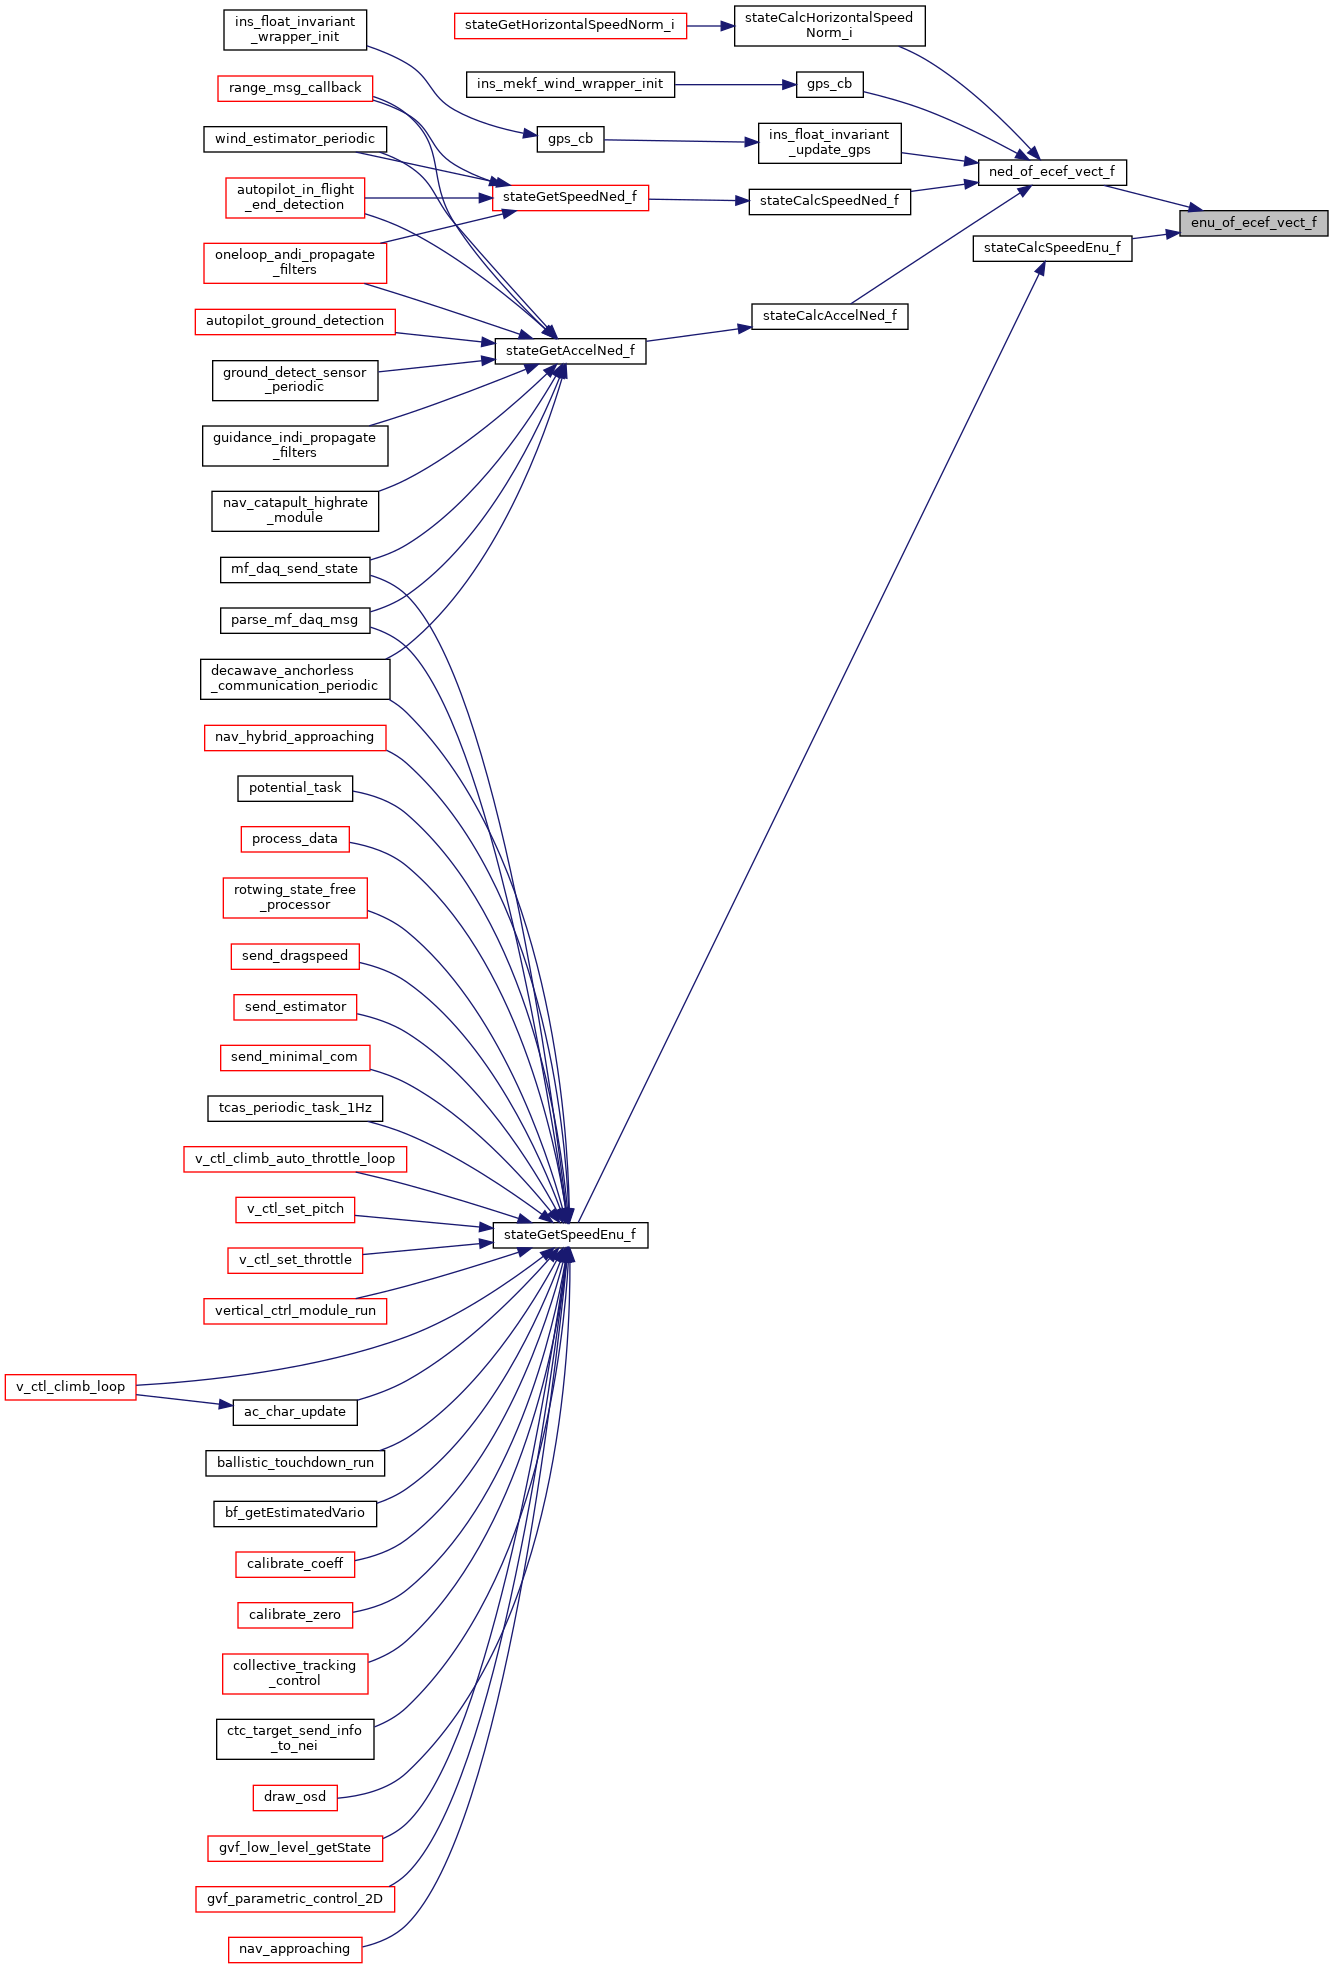 ins_float_invariant
_wrapper_init
stateGetHorizontalSpeedNorm_i
stateCalcHorizontalSpeed
Norm_i
range_msg_callback
ins_mekf_wind_wrapper_init
gps_cb
wind_estimator_periodic
gps_cb
ins_float_invariant
_update_gps
ned_of_ecef_vect_f
autopilot_in_flight
_end_detection
stateGetSpeedNed_f
stateCalcSpeedNed_f
enu_of_ecef_vect_f
oneloop_andi_propagate
_filters
stateCalcSpeedEnu_f
autopilot_ground_detection
stateCalcAccelNed_f
stateGetAccelNed_f
ground_detect_sensor
_periodic
guidance_indi_propagate
_filters
nav_catapult_highrate
_module
mf_daq_send_state
parse_mf_daq_msg
decawave_anchorless
_communication_periodic
nav_hybrid_approaching
potential_task
process_data
rotwing_state_free
_processor
send_dragspeed
send_estimator
send_minimal_com
tcas_periodic_task_1Hz
v_ctl_climb_auto_throttle_loop
v_ctl_set_pitch
stateGetSpeedEnu_f
v_ctl_set_throttle
vertical_ctrl_module_run
v_ctl_climb_loop
ac_char_update
ballistic_touchdown_run
bf_getEstimatedVario
calibrate_coeff
calibrate_zero
collective_tracking
_control
ctc_target_send_info
_to_nei
draw_osd
gvf_low_level_getState
gvf_parametric_control_2D
nav_approaching